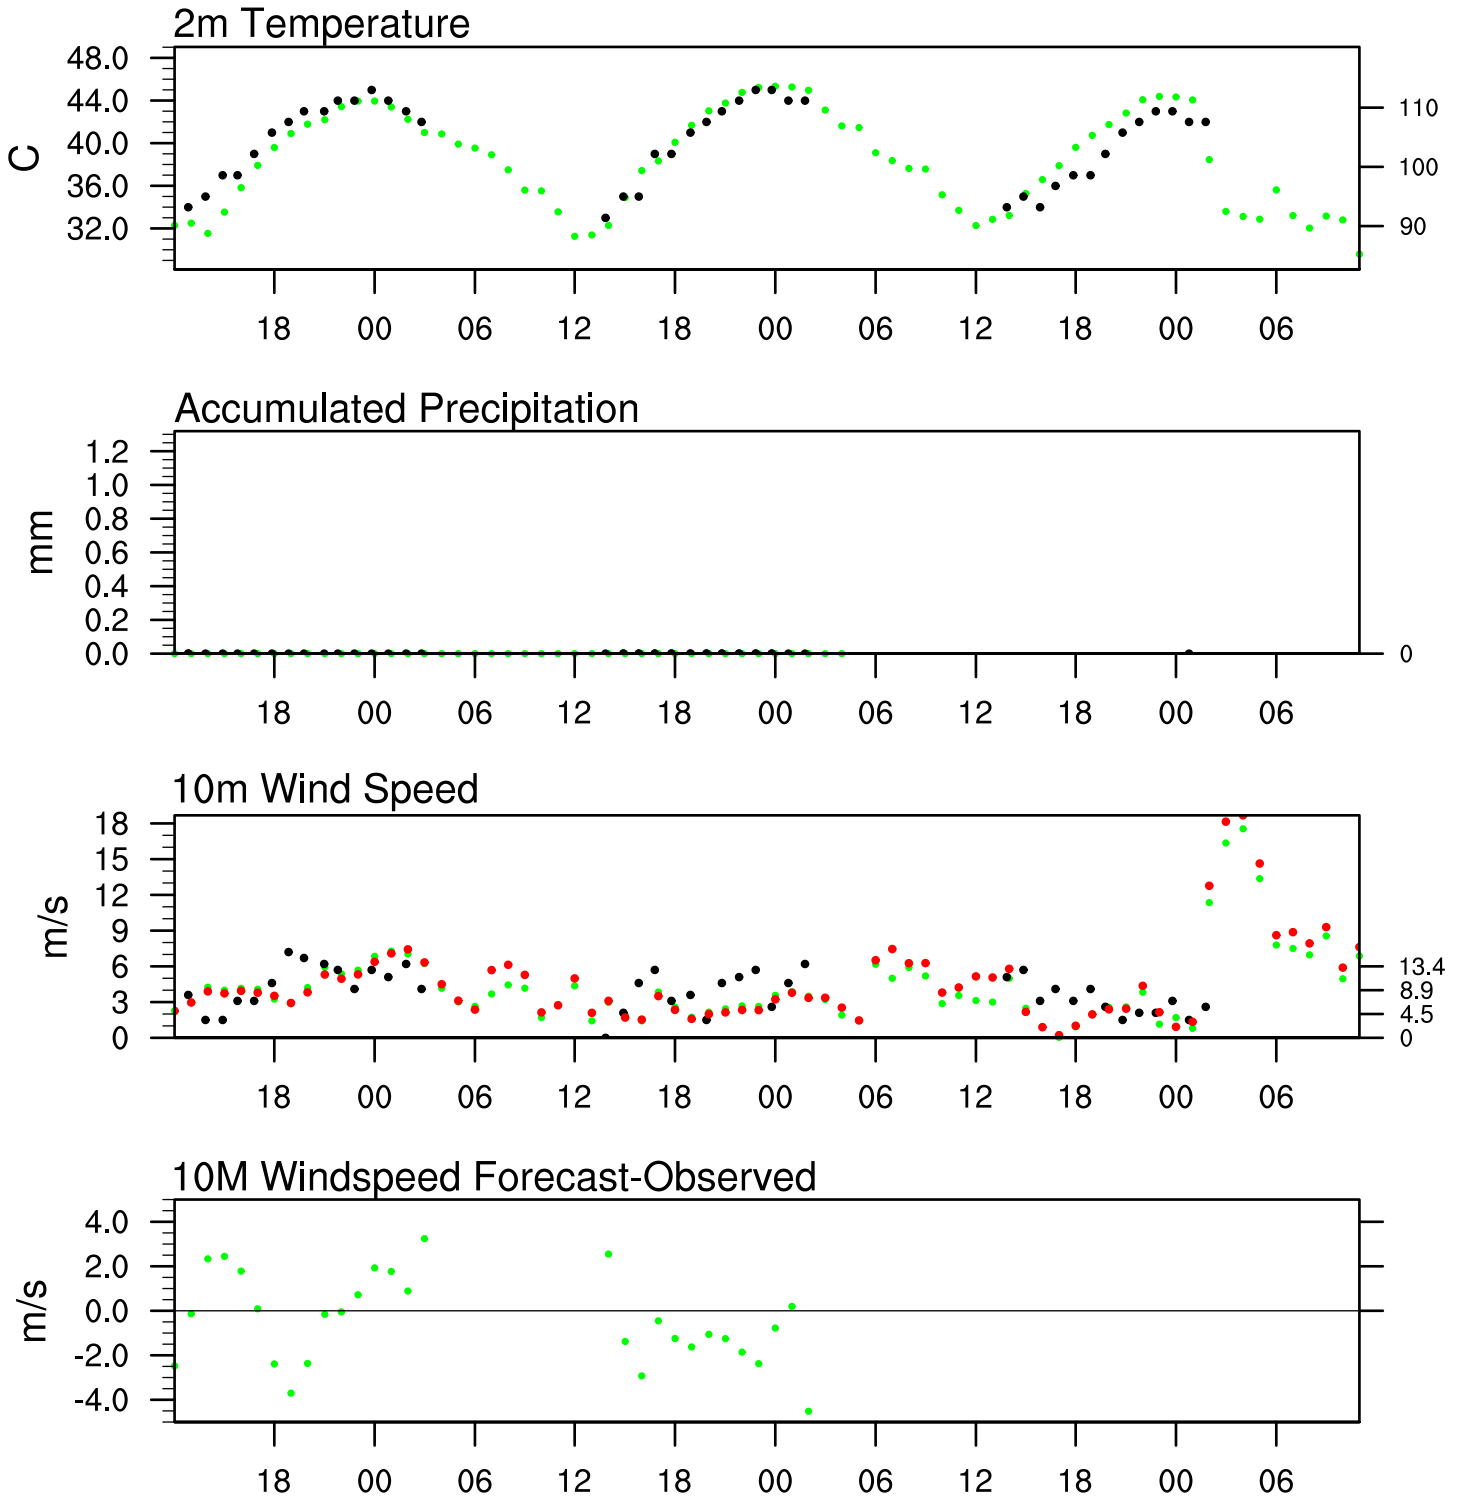 2m Temperature
48.0
44.0
40.0
36.0
32.0
C
110
100
90
18 00 06 12 18 00 06 12 18 00 06
Accumulated Precipitation
1.2
1.0
0.8
0.6
0.4
0.2
0.0
mm
0
18 00 06 12 18 00 06 12 18 00 06
10m Wind Speed
18
15
12
9
6
3
0
m/s
13.4
8.9
4.5
0
18 00 06 12 18 00 06 12 18 00 06
10M Windspeed Forecast-Observed
4.0
2.0
0.0
-2.0
-4.0
m/s
18 00 06 12 18 00 06 12 18 00 06